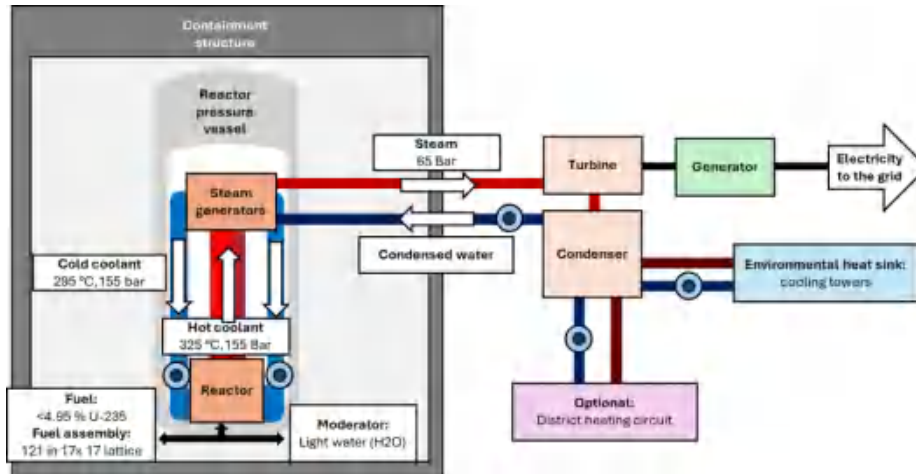 Containment
structure
Reactor
pressure
vessel
Steam
65 Bar
Turbine
Generator
Electricity
to the grid
Steam
generators
Condensed water
Condenser
Environmental heat sink:
cooling towers
Cold coolant
295 °C, 155 bar
Hot coolant
325 °C, 155 Bar
Reactor
Fuel:
<4.95 % U-235
Fuel assembly:
121 in 17x 17 lattice
Moderator:
Light water (H2O)
Optional:
District heating circuit